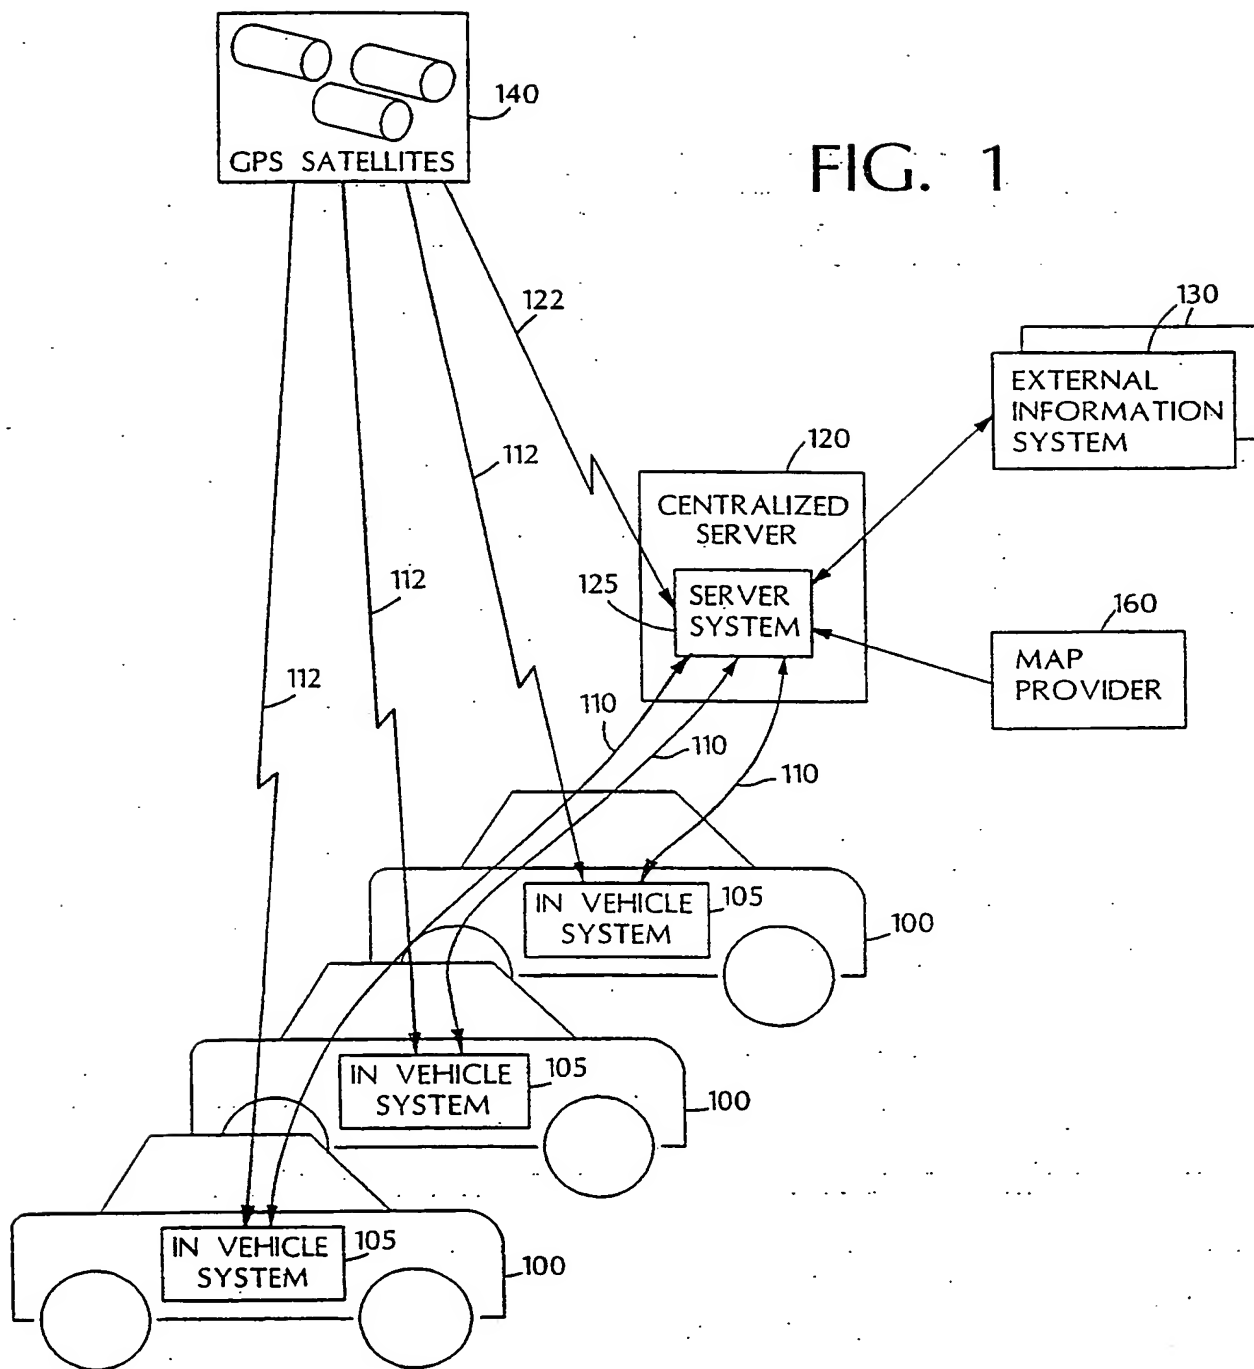 140
GPS SATELLITES
FIG. 1
122
130
EXTERNAL
INFORMATION
SYSTEM
112
120
CENTRALIZED
SERVER
112
125
SERVER
SYSTEM
160
MAP
PROVIDER
112
110
110
110
IN VEHICLE
SYSTEM
105
100
IN VEHICLE
SYSTEM
105
100
IN VEHICLE
SYSTEM
105
100